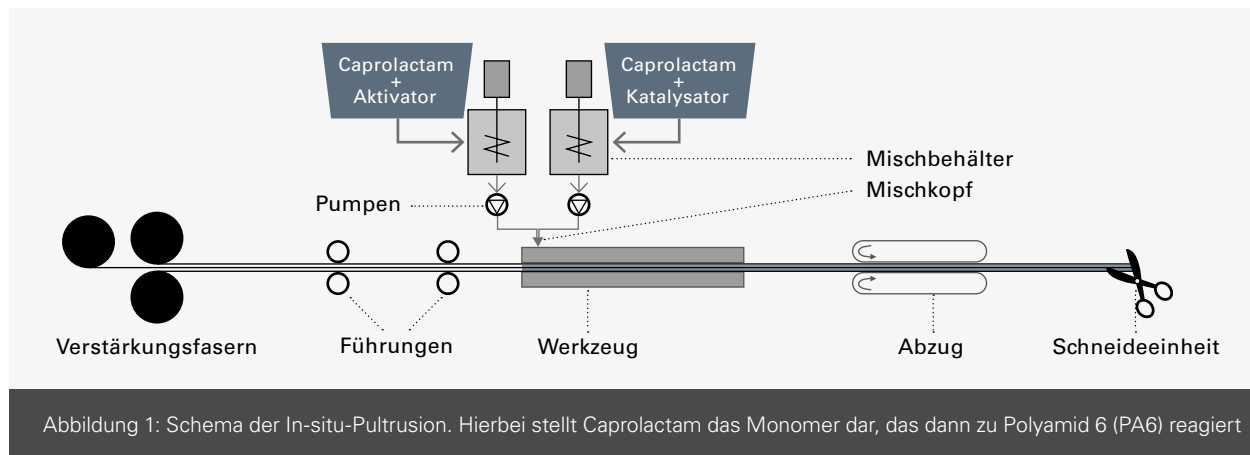 Caprolactam
+
Aktivator
Caprolactam
+
Katalysator
Mischbehälter
Mischkopf
Pumpen
Verstärkungsfasern
Führungen
Werkzeug
Abzug
Schneideeinheit
Abbildung 1: Schema der In-situ-Pultrusion. Hierbei stellt Caprolactam das Monomer dar, das dann zu Polyamid 6 (PA6) reagiert